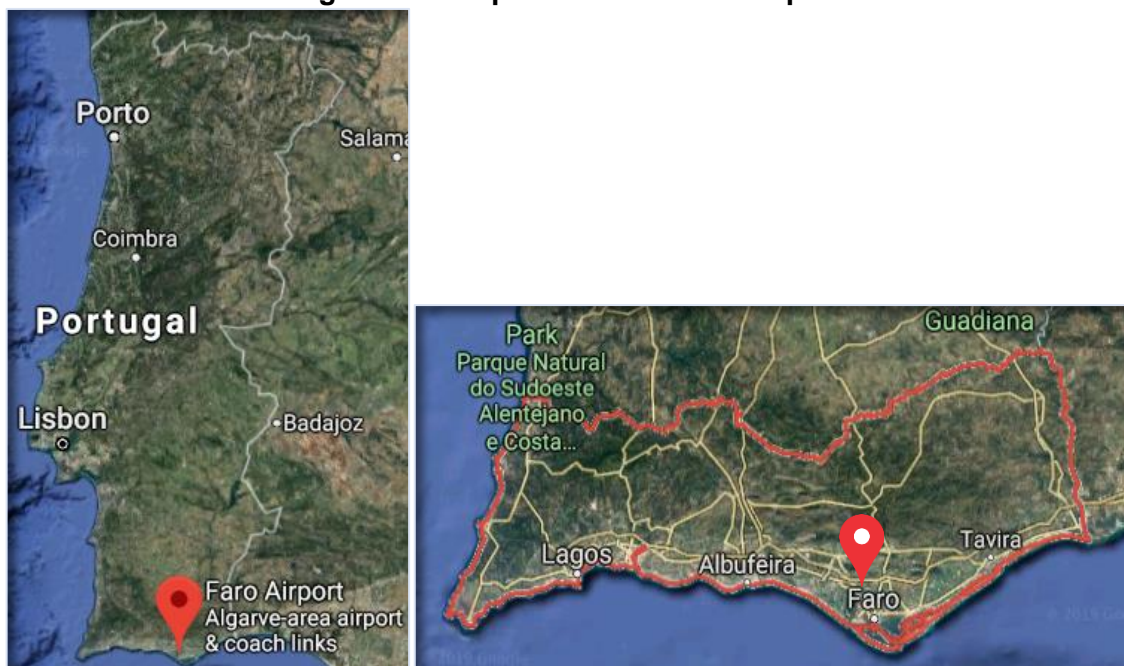 Porto
Salama
Coimbra
Portugal
Lisbon
Badajoz
Faro Airport
Algarve-area airport
& coach links
Park
Parque Natural
do Sudoeste
Alentejano
e Costa...
Guadiana
Lagos
Albufeira
Tavira
Faro